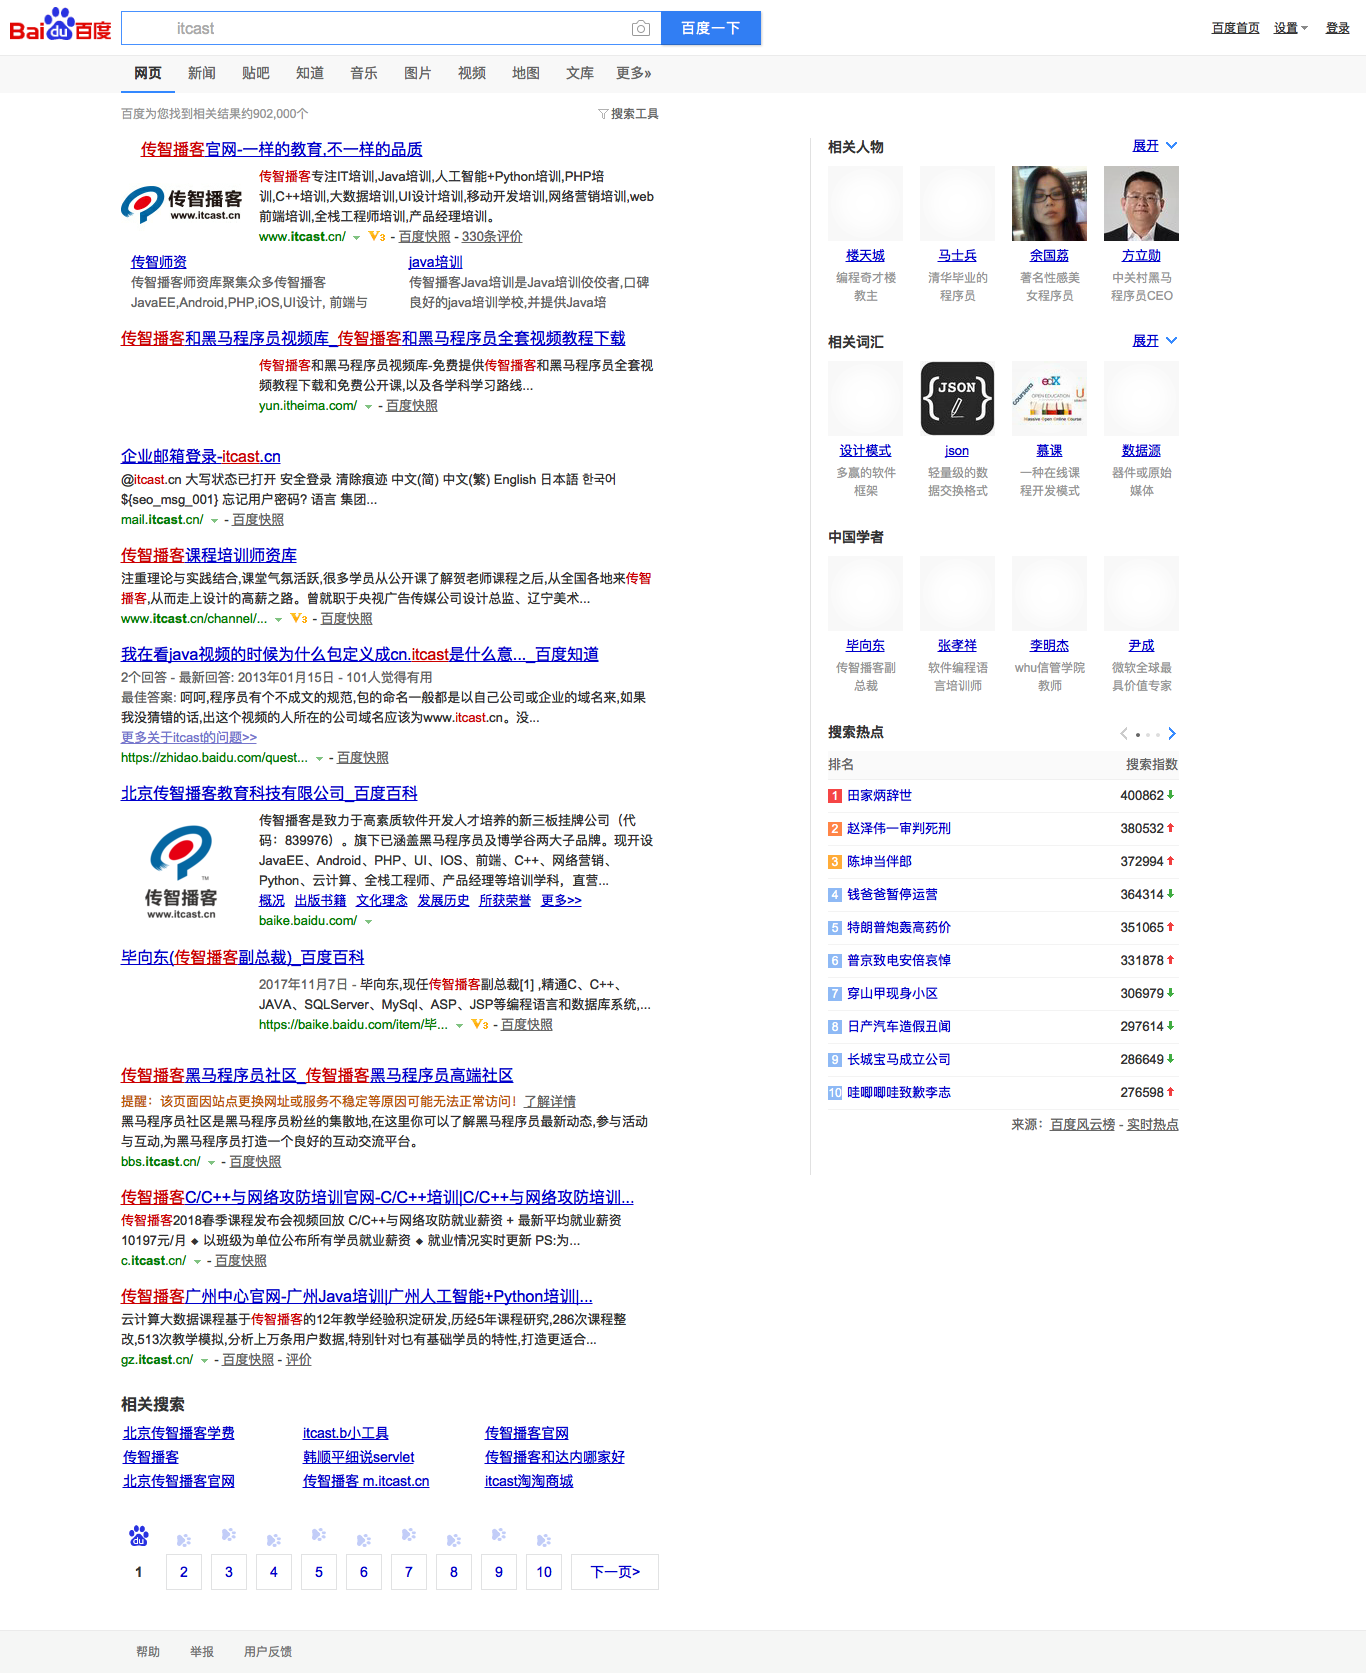 Bai du 百度
itcast
百度一下
百度首页 设置 登录
网页 新闻 贴吧 知道 音乐 图片 视频 地图 文库 更多»
百度为您找到相关结果约902,000个
搜索工具
传智播客官网-一样的教育,不一样的品质
传智播客
www.itcast.cn
传智播客专注IT培训,Java培训,人工智能+Python培训,PHP培
训,C++培训,大数据培训,UI设计培训,移动开发培训,网络营销培训,web
前端培训,全栈工程师培训,产品经理培训。
www.itcast.cn/ V3 - 百度快照 - 330条评价
传智师资
传智播客师资库聚集众多传智播客
JavaEE,Android,PHP,iOS,UI设计, 前端与
java培训
传智播客Java培训是Java培训佼佼者,口碑
良好的java培训学校,并提供Java培
传智播客和黑马程序员视频库_传智播客和黑马程序员全套视频教程下载
传智播客和黑马程序员视频库-免费提供传智播客和黑马程序员全套视
频教程下载和免费公开课,以及各学科学习路线...
yun.itheima.com/ - 百度快照
企业邮箱登录-itcast.cn
@itcast.cn 大写状态已打开 安全登录 清除痕迹 中文(简) 中文(繁) English 日本語 한국어
${seo_msg_001} 忘记用户密码? 语言 集团...
mail.itcast.cn/ - 百度快照
传智播客课程培训师资库
注重理论与实践结合,课堂气氛活跃,很多学员从公开课了解贺老师课程之后,从全国各地来传智
播客,从而走上设计的高薪之路。曾就职于央视广告传媒公司设计总监、辽宁美术...
www.itcast.cn/channel/... V3 - 百度快照
我在看java视频的时候为什么包定义成cn.itcast是什么意..._百度知道
2个回答 - 最新回答: 2013年01月15日 - 101人觉得有用
最佳答案: 呵呵,程序员有个不成文的规范,包的命名一般都是以自己公司或企业的域名来,如果
我没猜错的话,出这个视频的人所在的公司域名应该为www.itcast.cn。没...
更多关于itcast的问题>>
https://zhidao.baidu.com/quest... - 百度快照
北京传智播客教育科技有限公司_百度百科
传智播客
www.itcast.cn
传智播客是致力于高素质软件开发人才培养的新三板挂牌公司（代
码：839976）。旗下已涵盖黑马程序员及博学谷两大子品牌。现开设
JavaEE、Android、PHP、UI、IOS、前端、C++、网络营销、
Python、云计算、全栈工程师、产品经理等培训学科，直营...
概况 出版书籍 文化理念 发展历史 所获荣誉 更多>>
baike.baidu.com/
毕向东(传智播客副总裁)_百度百科
2017年11月7日 - 毕向东,现任传智播客副总裁[1] ,精通C、C++、
JAVA、SQLServer、MySql、ASP、JSP等编程语言和数据库系统,...
https://baike.baidu.com/item/毕... V3 - 百度快照
传智播客黑马程序员社区_传智播客黑马程序员高端社区
提醒：该页面因站点更换网址或服务不稳定等原因可能无法正常访问！了解详情
黑马程序员社区是黑马程序员粉丝的集散地,在这里你可以了解黑马程序员最新动态,参与活动
与互动,为黑马程序员打造一个良好的互动交流平台。
bbs.itcast.cn/ - 百度快照
传智播客C/C++与网络攻防培训官网-C/C++培训|C/C++与网络攻防培训...
传智播客2018春季课程发布会视频回放 C/C++与网络攻防就业薪资 + 最新平均就业薪资
10197元/月 ◆ 以班级为单位公布所有学员就业薪资 ◆ 就业情况实时更新 PS:为...
c.itcast.cn/ - 百度快照
传智播客广州中心官网-广州Java培训|广州人工智能+Python培训|...
云计算大数据课程基于传智播客的12年教学经验积淀研发,历经5年课程研究,286次课程整
改,513次教学模拟,分析上万条用户数据,特别针对乜有基础学员的特性,打造更适合...
gz.itcast.cn/ - 百度快照 - 评价
相关搜索
北京传智播客学费 itcast.b小工具 传智播客官网
传智播客 韩顺平细说servlet 传智播客和达内哪家好
北京传智播客官网 传智播客 m.itcast.cn itcast淘淘商城
du
1 2 3 4 5 6 7 8 9 10 下一页>
相关人物 展开
楼天城 马士兵 余国荔 方立勋
编程奇才楼 清华毕业的 著名性感美 中关村黑马
教主 程序员 女程序员 程序员CEO
相关词汇 展开
JSON
coursera edX
OPEN EDUCATION
Massive Open Online Course
设计模式 json 慕课 数据源
多赢的软件 轻量级的数 一种在线课 器件或原始
框架 据交换格式 程开发模式 媒体
中国学者
毕向东 张孝祥 李明杰 尹成
传智播客副 软件编程语 whu信管学院 微软全球最
总裁 言培训师 教师 具价值专家
搜索热点
排名 搜索指数
1 田家炳辞世 400862
2 赵泽伟一审判死刑 380532
3 陈坤当伴郎 372994
4 钱爸爸暂停运营 364314
5 特朗普炮轰高药价 351065
6 普京致电安倍哀悼 331878
7 穿山甲现身小区 306979
8 日产汽车造假丑闻 297614
9 长城宝马成立公司 286649
10 哇唧唧哇致歉李志 276598
来源：百度风云榜 - 实时热点
帮助 举报 用户反馈